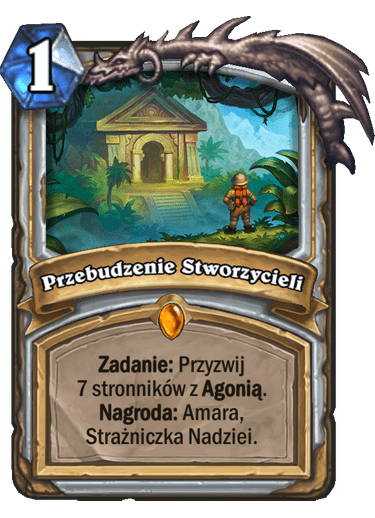 1
Przebudzenie Stworzycieli
Zadanie: Przyzwij
7 stronników z Agonią.
Nagroda: Amara,
Strażniczka Nadziei.